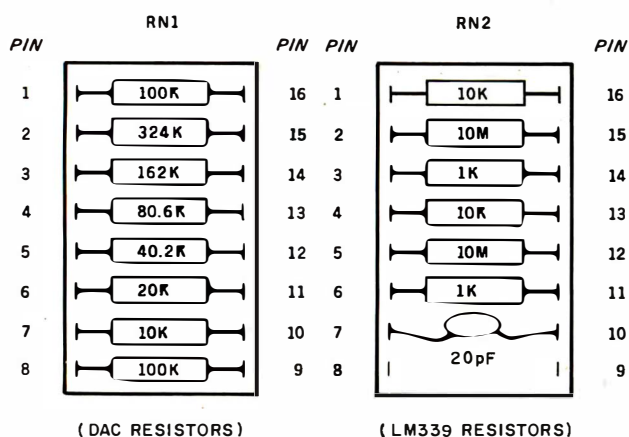 RN1 RN2
PIN PIN PIN PIN
1 100K 16 1 10K 16
2 324K 15 2 10M 15
3 162K 14 3 1K 14
4 80.6K 13 4 10K 13
5 40.2K 12 5 10M 12
6 20K 11 6 1K 11
7 10K 10 7 10
20pF
8 100K 9 8 9
(DAC RESISTORS) (LM339 RESISTORS)